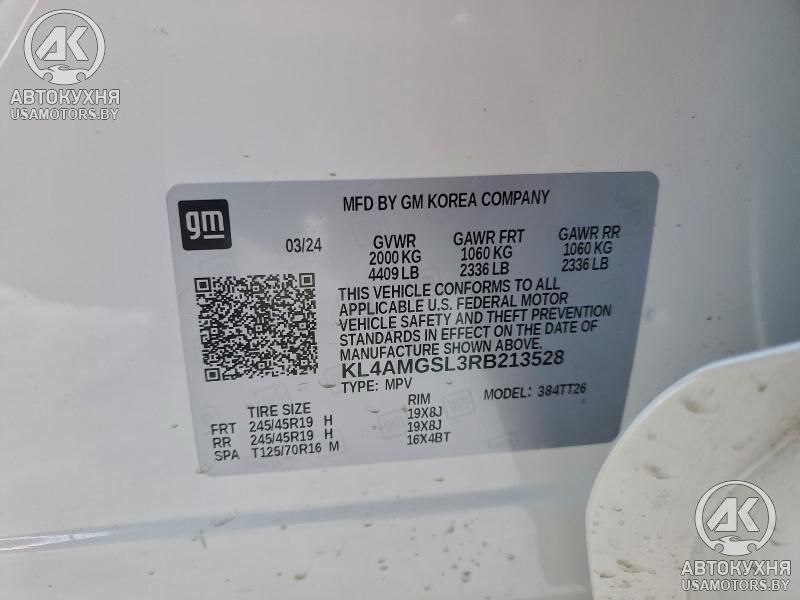 AK
АВТОКУХНЯ
USAMOTORS.BY
gm
MFD BY GM KOREA COMPANY
03/24
GVWR
2000 KG
4409 LB
GAWR FRT
1060 KG
2336 LB
GAWR RR
1060 KG
2336 LB
THIS VEHICLE CONFORMS TO ALL
APPLICABLE U.S. FEDERAL MOTOR
VEHICLE SAFETY AND THEFT PREVENTION
STANDARDS IN EFFECT ON THE DATE OF
MANUFACTURE SHOWN ABOVE.
KL4AMGSL3RB213528
TYPE: MPV
MODEL: 384TT26
TIRE SIZE RIM
FRT 245/45R19 H 19X8J
RR 245/45R19 H 19X8J
SPA T125/70R16 M 16X4BT
AK
АВТОКУХНЯ
USAMOTORS.BY